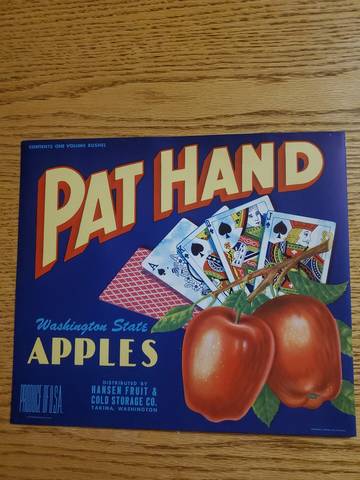 CONTENTS ONE VOLUME BUSHEL
PAT HAND
Washington State
APPLES
PRODUCE OF U.S.A.
DISTRIBUTED BY
HANSEN FRUIT &
COLD STORAGE CO.
YAKIMA, WASHINGTON